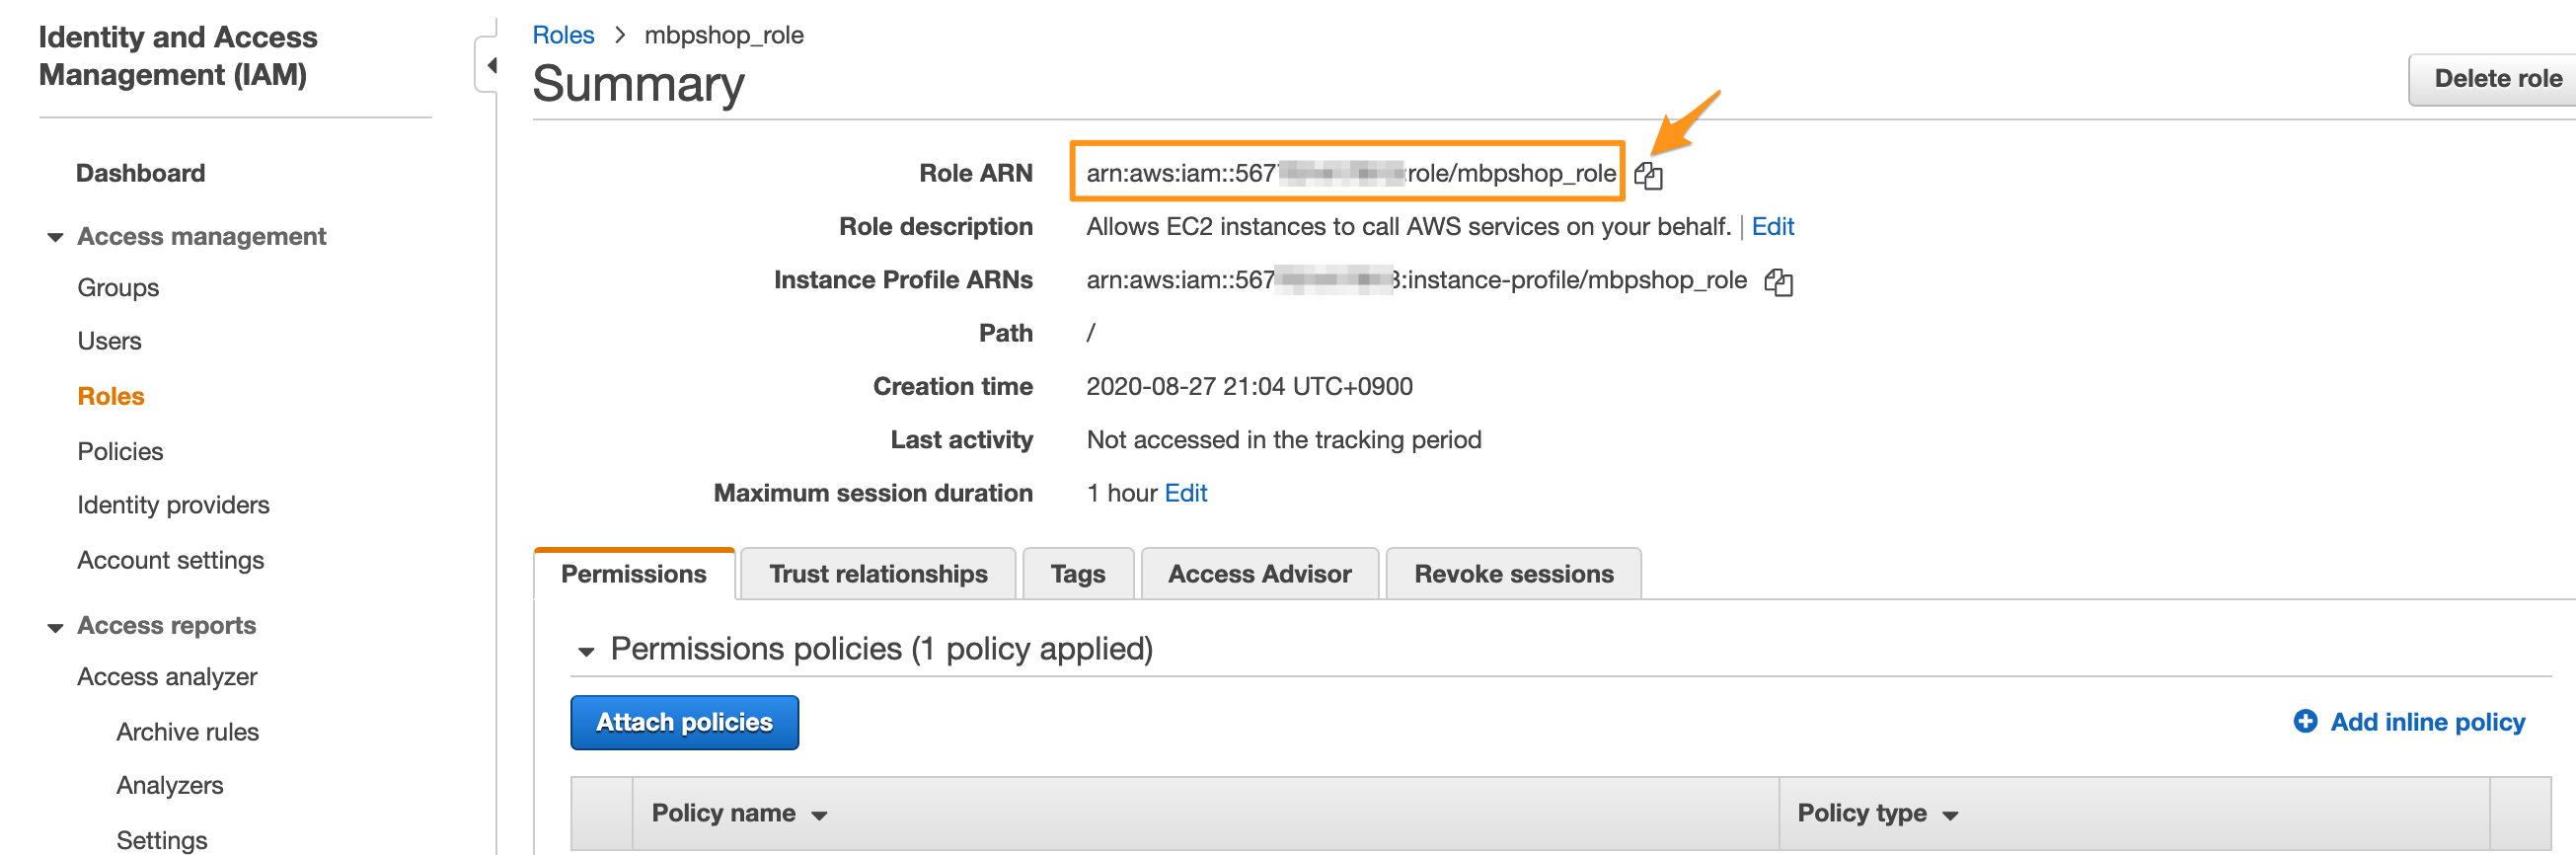 Identity and Access
Management (IAM)
Dashboard
Access management
Groups
Users
Roles
Policies
Identity providers
Account settings
Access reports
Access analyzer
Archive rules
Analyzers
Settings
Roles > mbpshop_role
Summary
Delete role
Role ARN arn:aws:iam::567 :role/mbpshop_role
Role description Allows EC2 instances to call AWS services on your behalf. | Edit
Instance Profile ARNs arn:aws:iam::567 :instance-profile/mbpshop_role
Path /
Creation time 2020-08-27 21:04 UTC+0900
Last activity Not accessed in the tracking period
Maximum session duration 1 hour Edit
Permissions Trust relationships Tags Access Advisor Revoke sessions
Permissions policies (1 policy applied)
Attach policies Add inline policy
Policy name Policy type